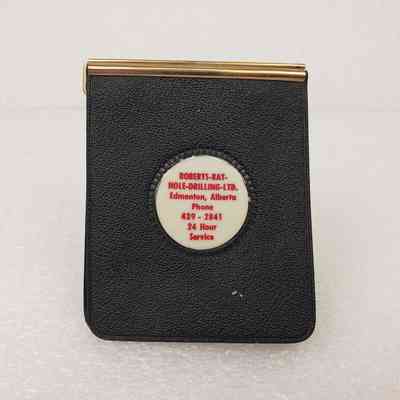 ROBERTS-RAT-
HOLE-DRILLING-LTD.
Edmonton, Alberta
Phone
439 - 2841
24 Hour
Service